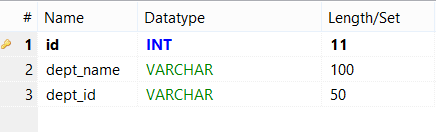 # Name Datatype Length/Set
1 id INT 11
2 dept_name VARCHAR 100
3 dept_id VARCHAR 50